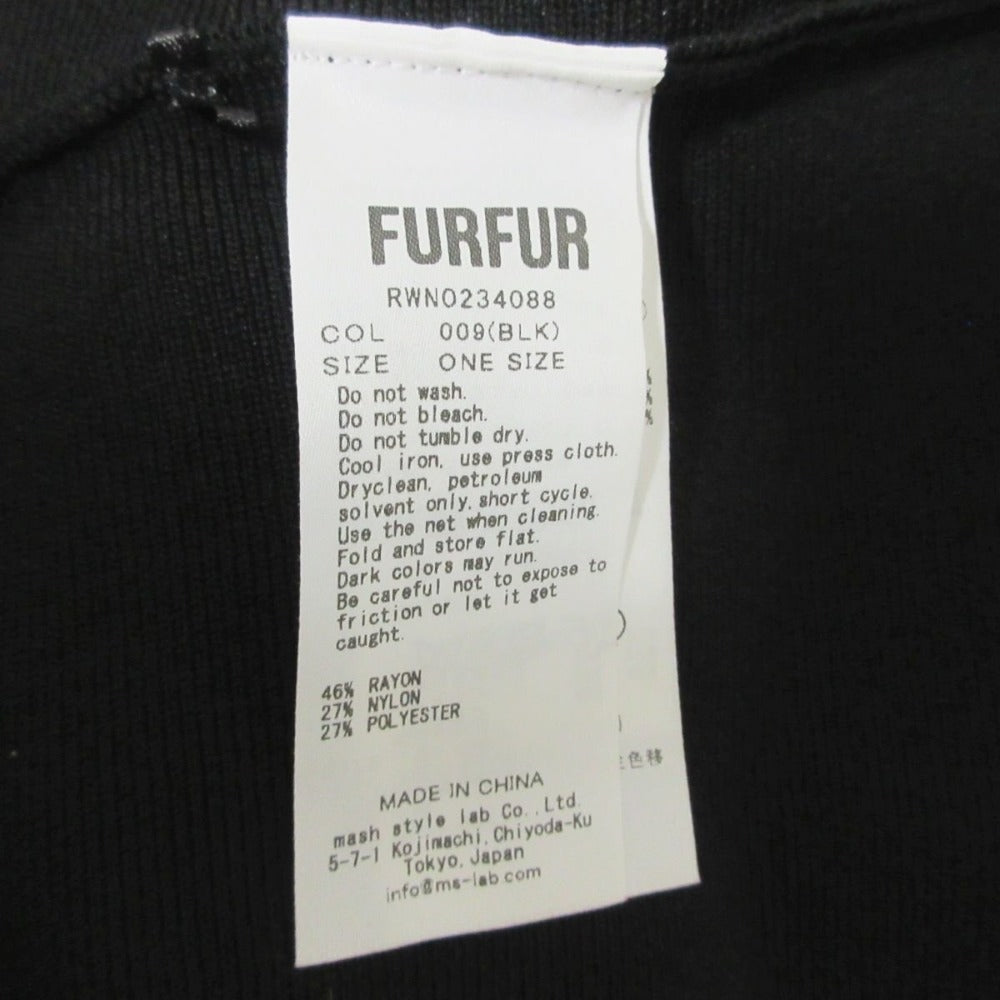 FURFUR
RWNO234088
COL 009(BLK)
SIZE ONE SIZE
Do not wash.
Do not bleach.
Do not tumble dry.
Cool iron, use press cloth.
Dryclean, petroleum
solvent only, short cycle.
Use the net when cleaning.
Fold and store flat.
Dark colors may run.
Be careful not to expose to
friction or let it get
caught.
46% RAYON
27% NYLON
27% POLYESTER
MADE IN CHINA
mash style lab Co., Ltd.
5-7-1 Kojimachi, Chiyoda-Ku
Tokyo, Japan
info@ms-lab.com
%
%
%
色移